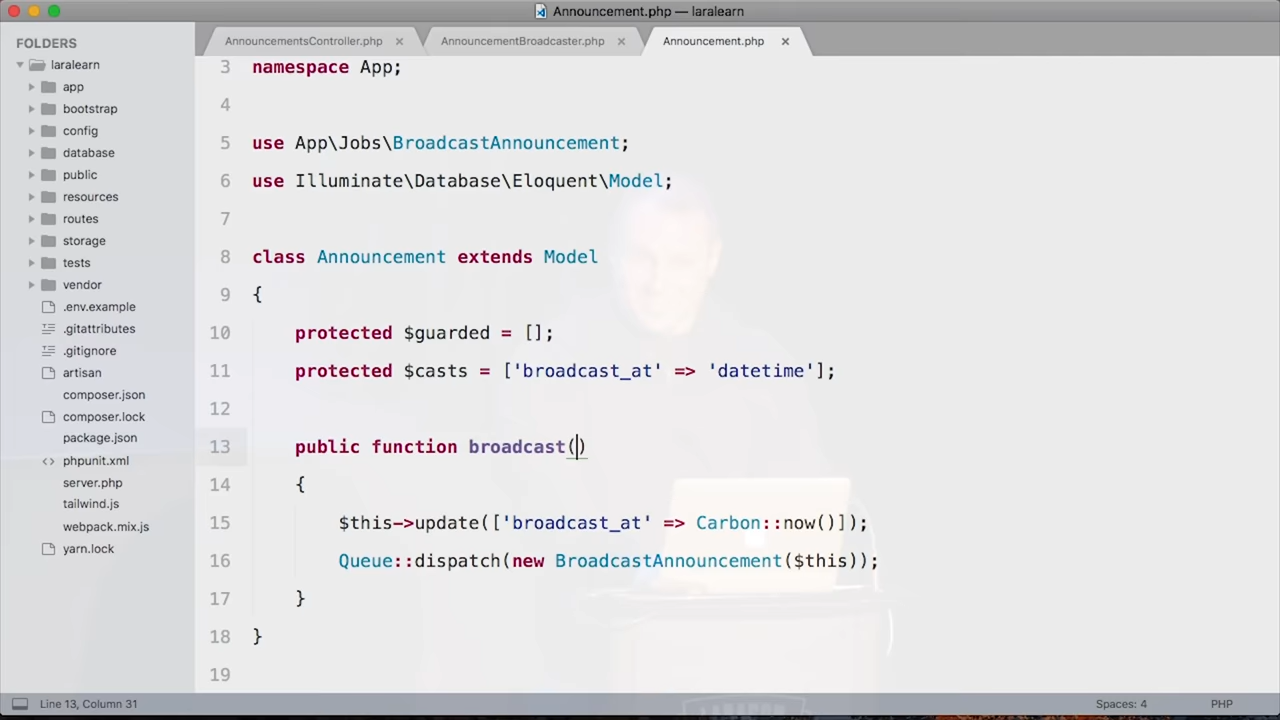 Announcement.php — laralearn
FOLDERS
laralearn
app
bootstrap
config
database
public
resources
routes
storage
tests
vendor
.env.example
.gitattributes
.gitignore
artisan
composer.json
composer.lock
package.json
phpunit.xml
server.php
tailwind.js
webpack.mix.js
yarn.lock
AnnouncementsController.php
AnnouncementBroadcaster.php
Announcement.php
3 namespace App;
4
5 use App\Jobs\BroadcastAnnouncement;
6 use Illuminate\Database\Eloquent\Model;
7
8 class Announcement extends Model
9 {
10 protected $guarded = [];
11 protected $casts = ['broadcast_at' => 'datetime'];
12
13 public function broadcast()
14 {
15 $this->update(['broadcast_at' => Carbon::now()]);
16 Queue::dispatch(new BroadcastAnnouncement($this));
17 }
18 }
19
Line 13, Column 31
Spaces: 4
PHP